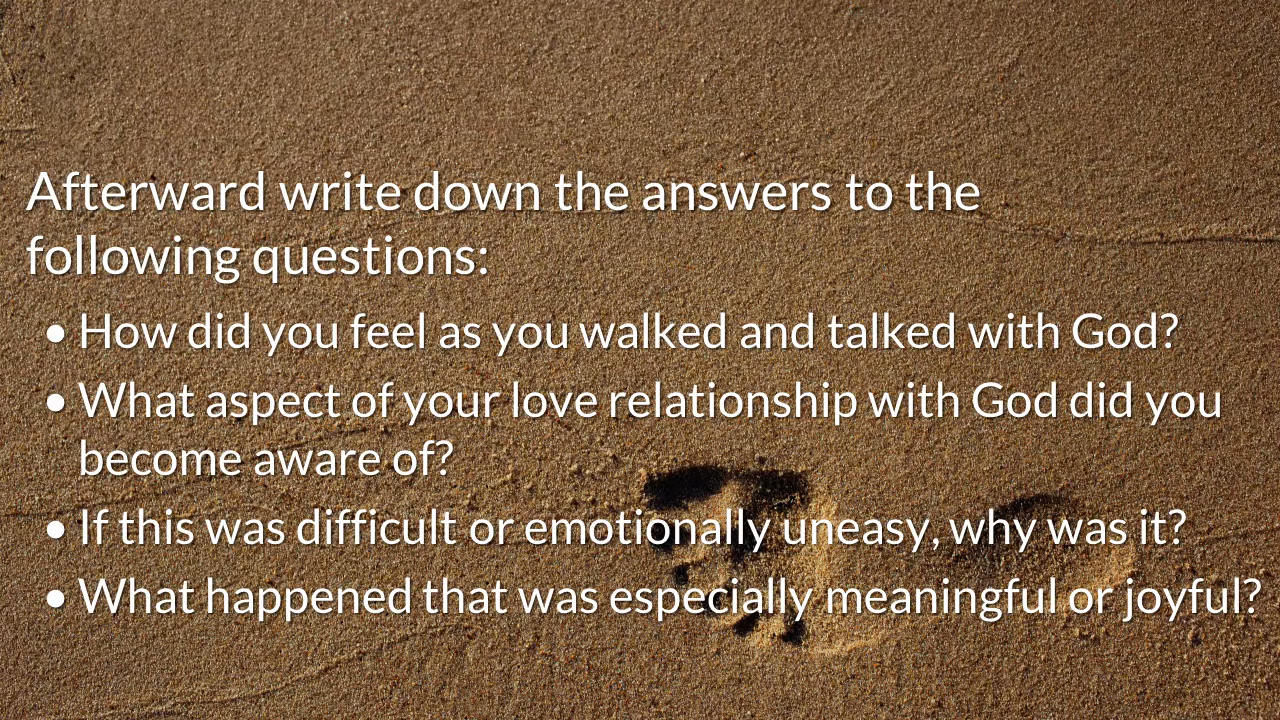 Afterward write down the answers to the
following questions:
• How did you feel as you walked and talked with God?
• What aspect of your love relationship with God did you
become aware of?
• If this was difficult or emotionally uneasy, why was it?
• What happened that was especially meaningful or joyful?